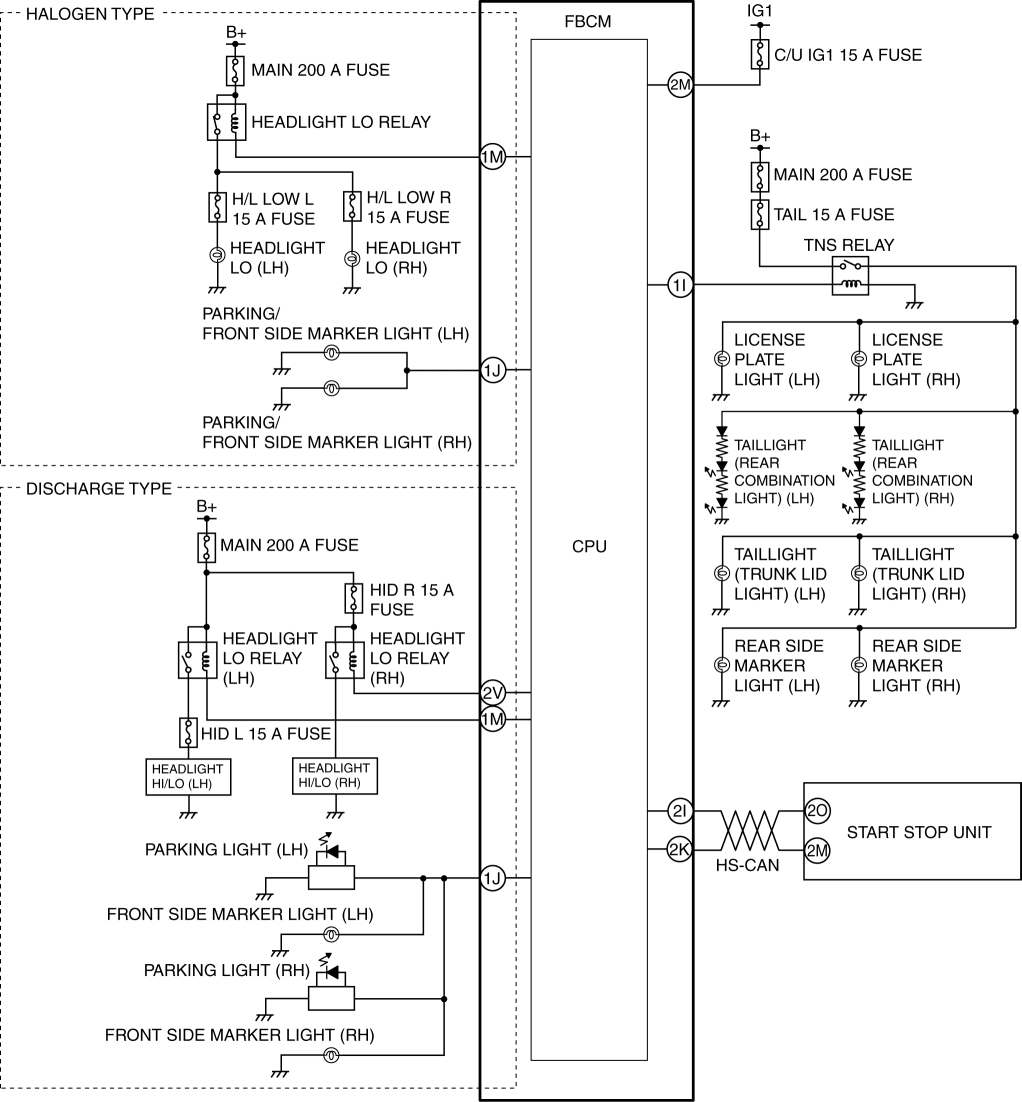 HALOGEN TYPE
B+
MAIN 200 A FUSE
HEADLIGHT LO RELAY
1M
H/L LOW L
15 A FUSE
H/L LOW R
15 A FUSE
HEADLIGHT
LO (LH)
HEADLIGHT
LO (RH)
PARKING/
FRONT SIDE MARKER LIGHT (LH)
1J
PARKING/
FRONT SIDE MARKER LIGHT (RH)
DISCHARGE TYPE
B+
MAIN 200 A FUSE
HID R 15 A
FUSE
HEADLIGHT
LO RELAY
(LH)
HEADLIGHT
LO RELAY
(RH)
2V
1M
HID L 15 A FUSE
HEADLIGHT
HI/LO (LH)
HEADLIGHT
HI/LO (RH)
PARKING LIGHT (LH)
1J
FRONT SIDE MARKER LIGHT (LH)
PARKING LIGHT (RH)
FRONT SIDE MARKER LIGHT (RH)
FBCM
CPU
IG1
C/U IG1 15 A FUSE
2M
B+
MAIN 200 A FUSE
TAIL 15 A FUSE
TNS RELAY
1I
LICENSE
PLATE
LIGHT (LH)
LICENSE
PLATE
LIGHT (RH)
TAILLIGHT
(REAR
COMBINATION
LIGHT) (LH)
TAILLIGHT
(REAR
COMBINATION
LIGHT) (RH)
TAILLIGHT
(TRUNK LID
LIGHT) (LH)
TAILLIGHT
(TRUNK LID
LIGHT) (RH)
REAR SIDE
MARKER
LIGHT (LH)
REAR SIDE
MARKER
LIGHT (RH)
2I
2K
HS-CAN
2O
2M
START STOP UNIT